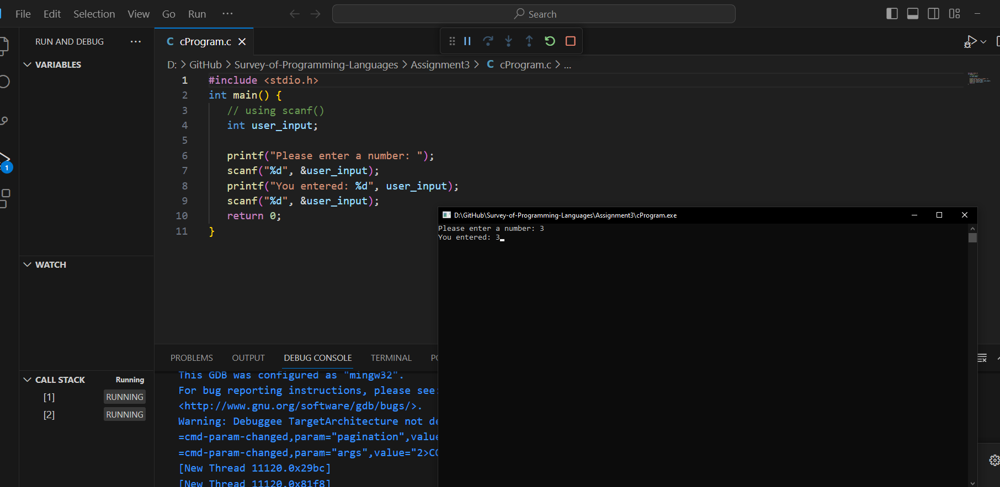 File Edit Selection View Go Run ···
Search
RUN AND DEBUG ···
C cProgram.c
VARIABLES
D: > GitHub > Survey-of-Programming-Languages > Assignment3 > C cProgram.c > ...
1 #include <stdio.h>
2 int main() {
3 // using scanf()
4 int user_input;
5
6 printf("Please enter a number: ");
7 scanf("%d", &user_input);
8 printf("You entered: %d", user_input);
9 scanf("%d", &user_input);
10 return 0;
11 }
1
D:\GitHub\Survey-of-Programming-Languages\Assignment3\cProgram.exe
Please enter a number: 3
You entered: 3
WATCH
PROBLEMS OUTPUT DEBUG CONSOLE TERMINAL
CALL STACK Running
[1] RUNNING
[2] RUNNING
This GDB was configured as "mingw32".
For bug reporting instructions, please see:
<http://www.gnu.org/software/gdb/bugs/>.
Warning: Debuggee TargetArchitecture not de
=cmd-param-changed,param="pagination",value
=cmd-param-changed,param="args",value="2>CO
[New Thread 11120.0x29bc]
[New Thread 11120.0x81f8]